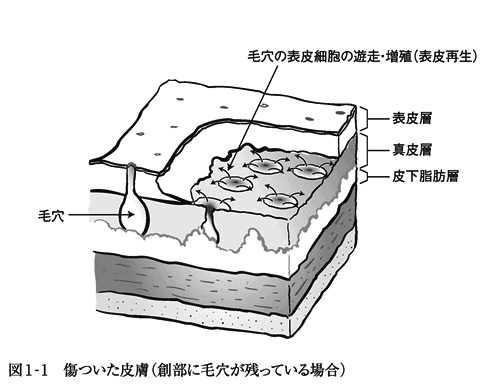 毛穴の表皮細胞の遊走・増殖（表皮再生）
表皮層
真皮層
皮下脂肪層
毛穴
図1-1　傷ついた皮膚（創部に毛穴が残っている場合）